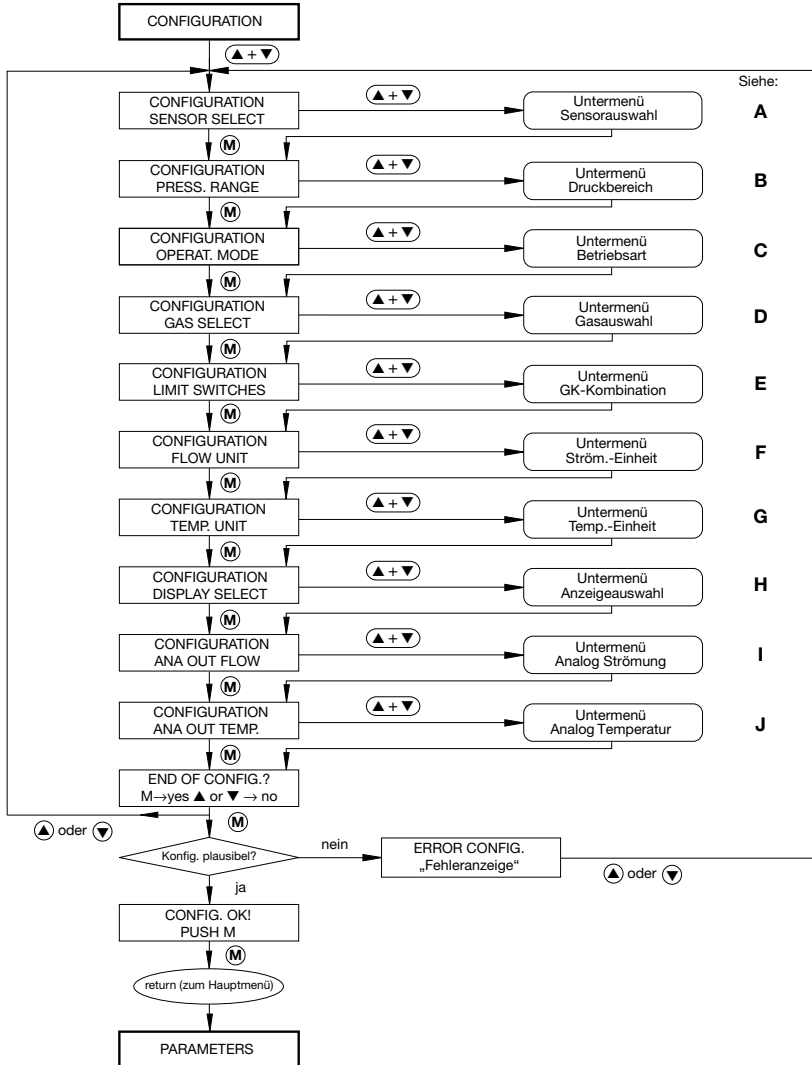 CONFIGURATION
▲ + ▼
Siehe:
CONFIGURATION
SENSOR SELECT
▲ + ▼
Untermenü
Sensorauswahl
A
M
CONFIGURATION
PRESS. RANGE
▲ + ▼
Untermenü
Druckbereich
B
M
CONFIGURATION
OPERAT. MODE
▲ + ▼
Untermenü
Betriebsart
C
M
CONFIGURATION
GAS SELECT
▲ + ▼
Untermenü
Gasauswahl
D
M
CONFIGURATION
LIMIT SWITCHES
▲ + ▼
Untermenü
GK-Kombination
E
M
CONFIGURATION
FLOW UNIT
▲ + ▼
Untermenü
Ström.-Einheit
F
M
CONFIGURATION
TEMP. UNIT
▲ + ▼
Untermenü
Temp.-Einheit
G
M
CONFIGURATION
DISPLAY SELECT
▲ + ▼
Untermenü
Anzeigeauswahl
H
M
CONFIGURATION
ANA OUT FLOW
▲ + ▼
Untermenü
Analog Strömung
I
M
CONFIGURATION
ANA OUT TEMP.
▲ + ▼
Untermenü
Analog Temperatur
J
M
END OF CONFIG.?
M→yes ▲ or ▼ → no
▲ oder ▼
M
Konfig. plausibel?
nein
ERROR CONFIG.
„Fehleranzeige“
▲ oder ▼
ja
CONFIG. OK!
PUSH M
M
return (zum Hauptmenü)
PARAMETERS